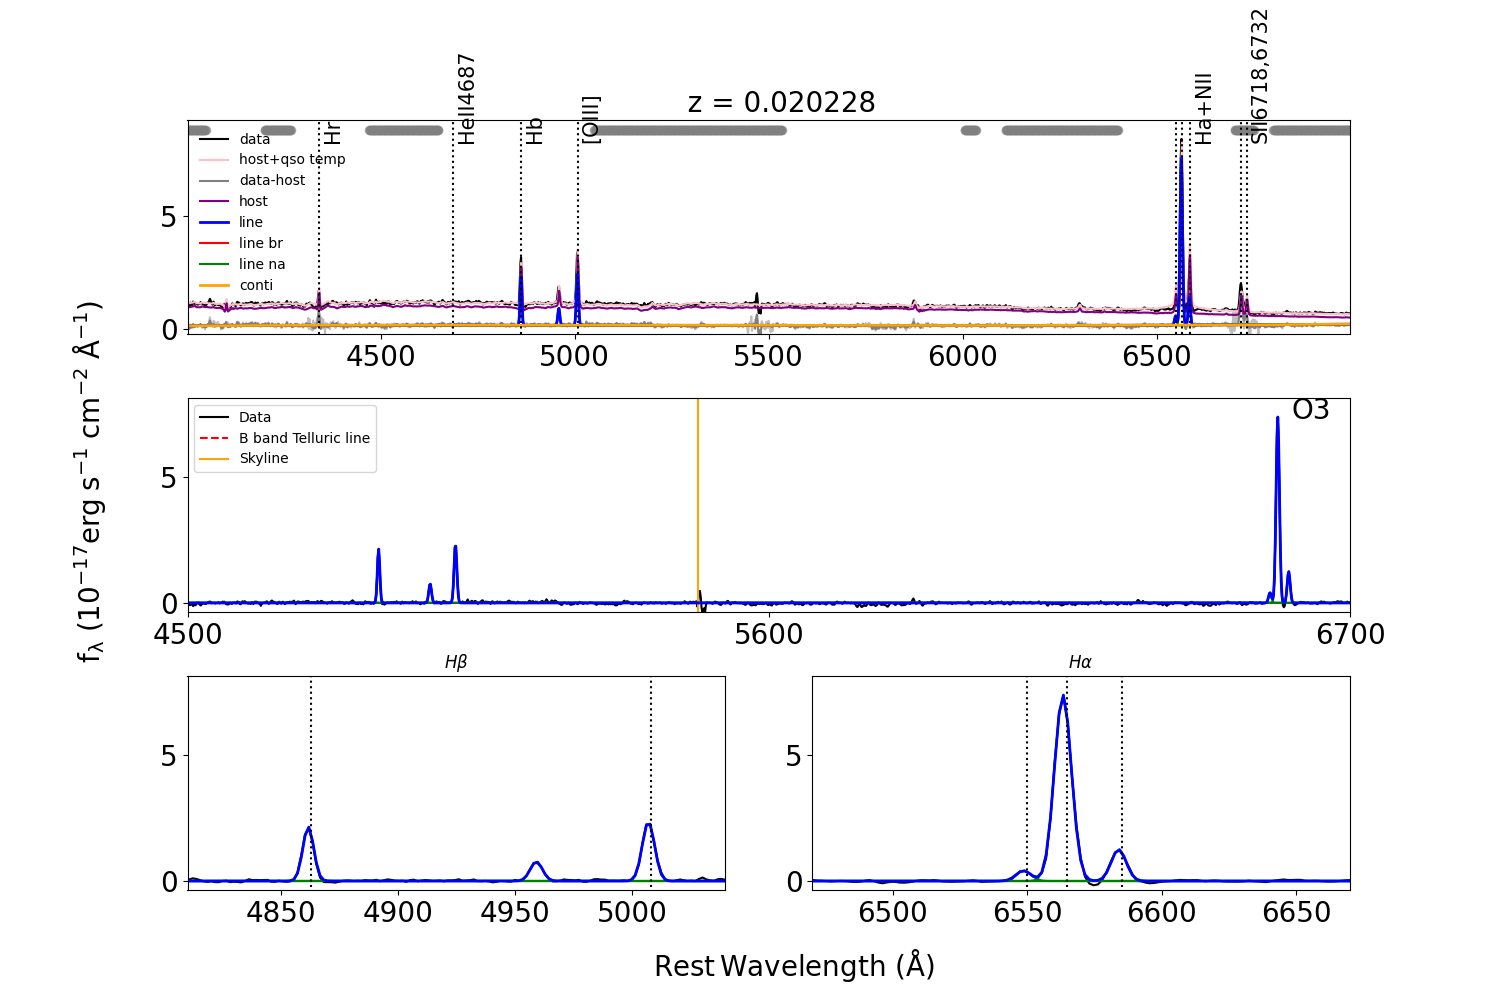 z = 0.020228
Hr
HeII4687
Hb
[OIII]
Ha+NII
SII6718,6732
data
host+qso temp
data-host
host
line
line br
line na
conti
5
0
4500
5000
5500
6000
6500
f_λ (10^−17 erg s^−1 cm^−2 Å^−1)
Data
B band Telluric line
Skyline
O3
5
0
4500
5600
6700
Hβ
5
0
4850
4900
4950
5000
Hα
5
0
6500
6550
6600
6650
Rest Wavelength (Å)